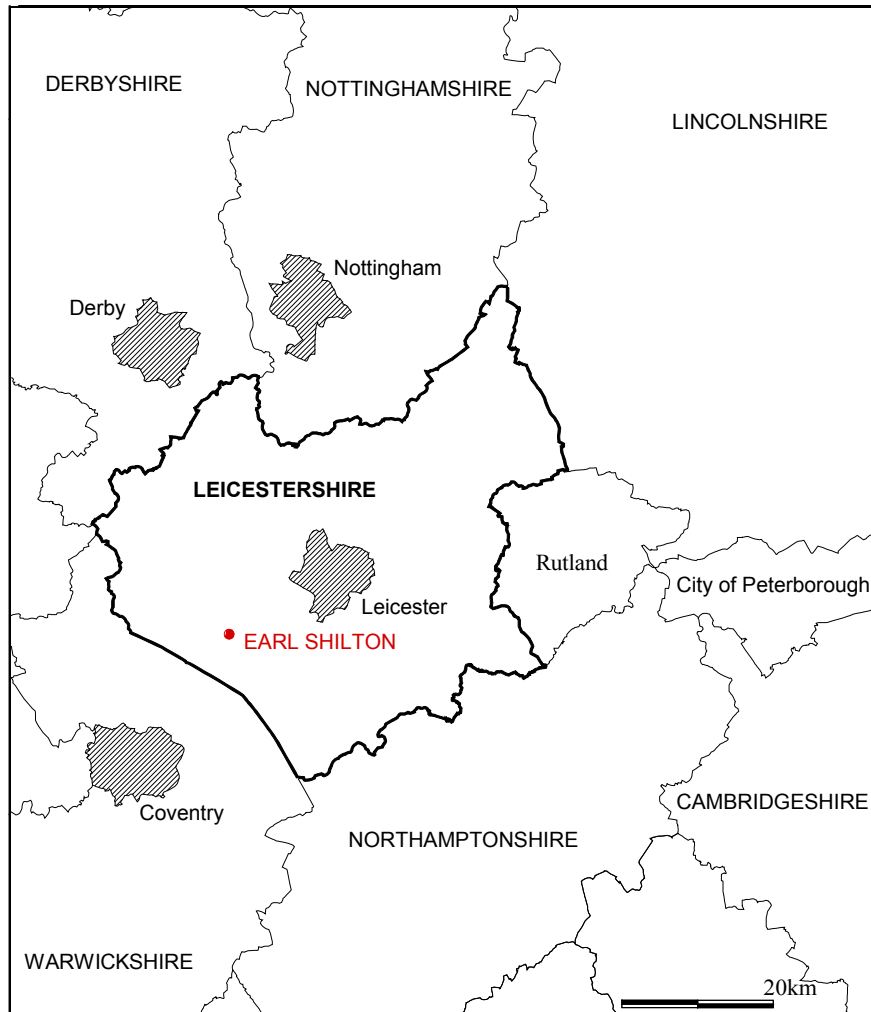 DERBYSHIRE
NOTTINGHAMSHIRE
LINCOLNSHIRE
Nottingham
Derby
LEICESTERSHIRE
Rutland
City of Peterborough
Leicester
EARL SHILTON
Coventry
CAMBRIDGESHIRE
NORTHAMPTONSHIRE
WARWICKSHIRE
20km